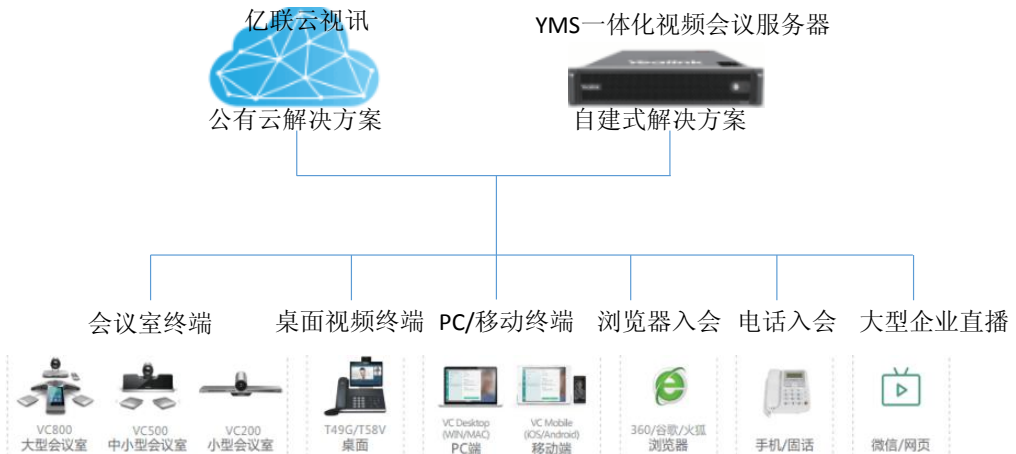 亿联云视讯
YMS一体化视频会议服务器
Yealink
公有云解决方案
自建式解决方案
会议室终端
桌面视频终端
PC/移动终端
浏览器入会
电话入会
大型企业直播
VC800
大型会议室
VC500
中小型会议室
VC200
小型会议室
T49G/T58V
桌面
VC Desktop
(WIN/MAC)
PC端
VC Mobile
(iOS/Android)
移动端
360/谷歌/火狐
浏览器
手机/固话
微信/网页